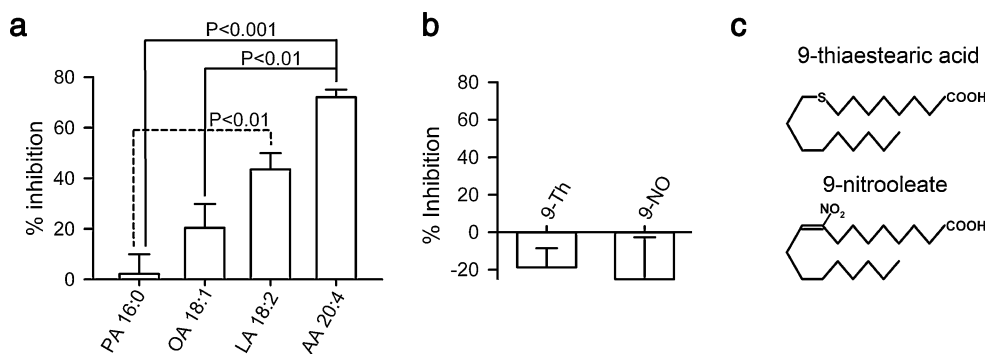 a
P<0.001
P<0.01
P<0.01
% inhibition
80
60
40
20
0
PA 16:0
OA 18:1
LA 18:2
AA 20:4
b
% Inhibition
80
60
40
20
0
-20
9-Th
9-NO
c
9-thiaestearic acid
S
COOH
9-nitrooleate
NO2
COOH